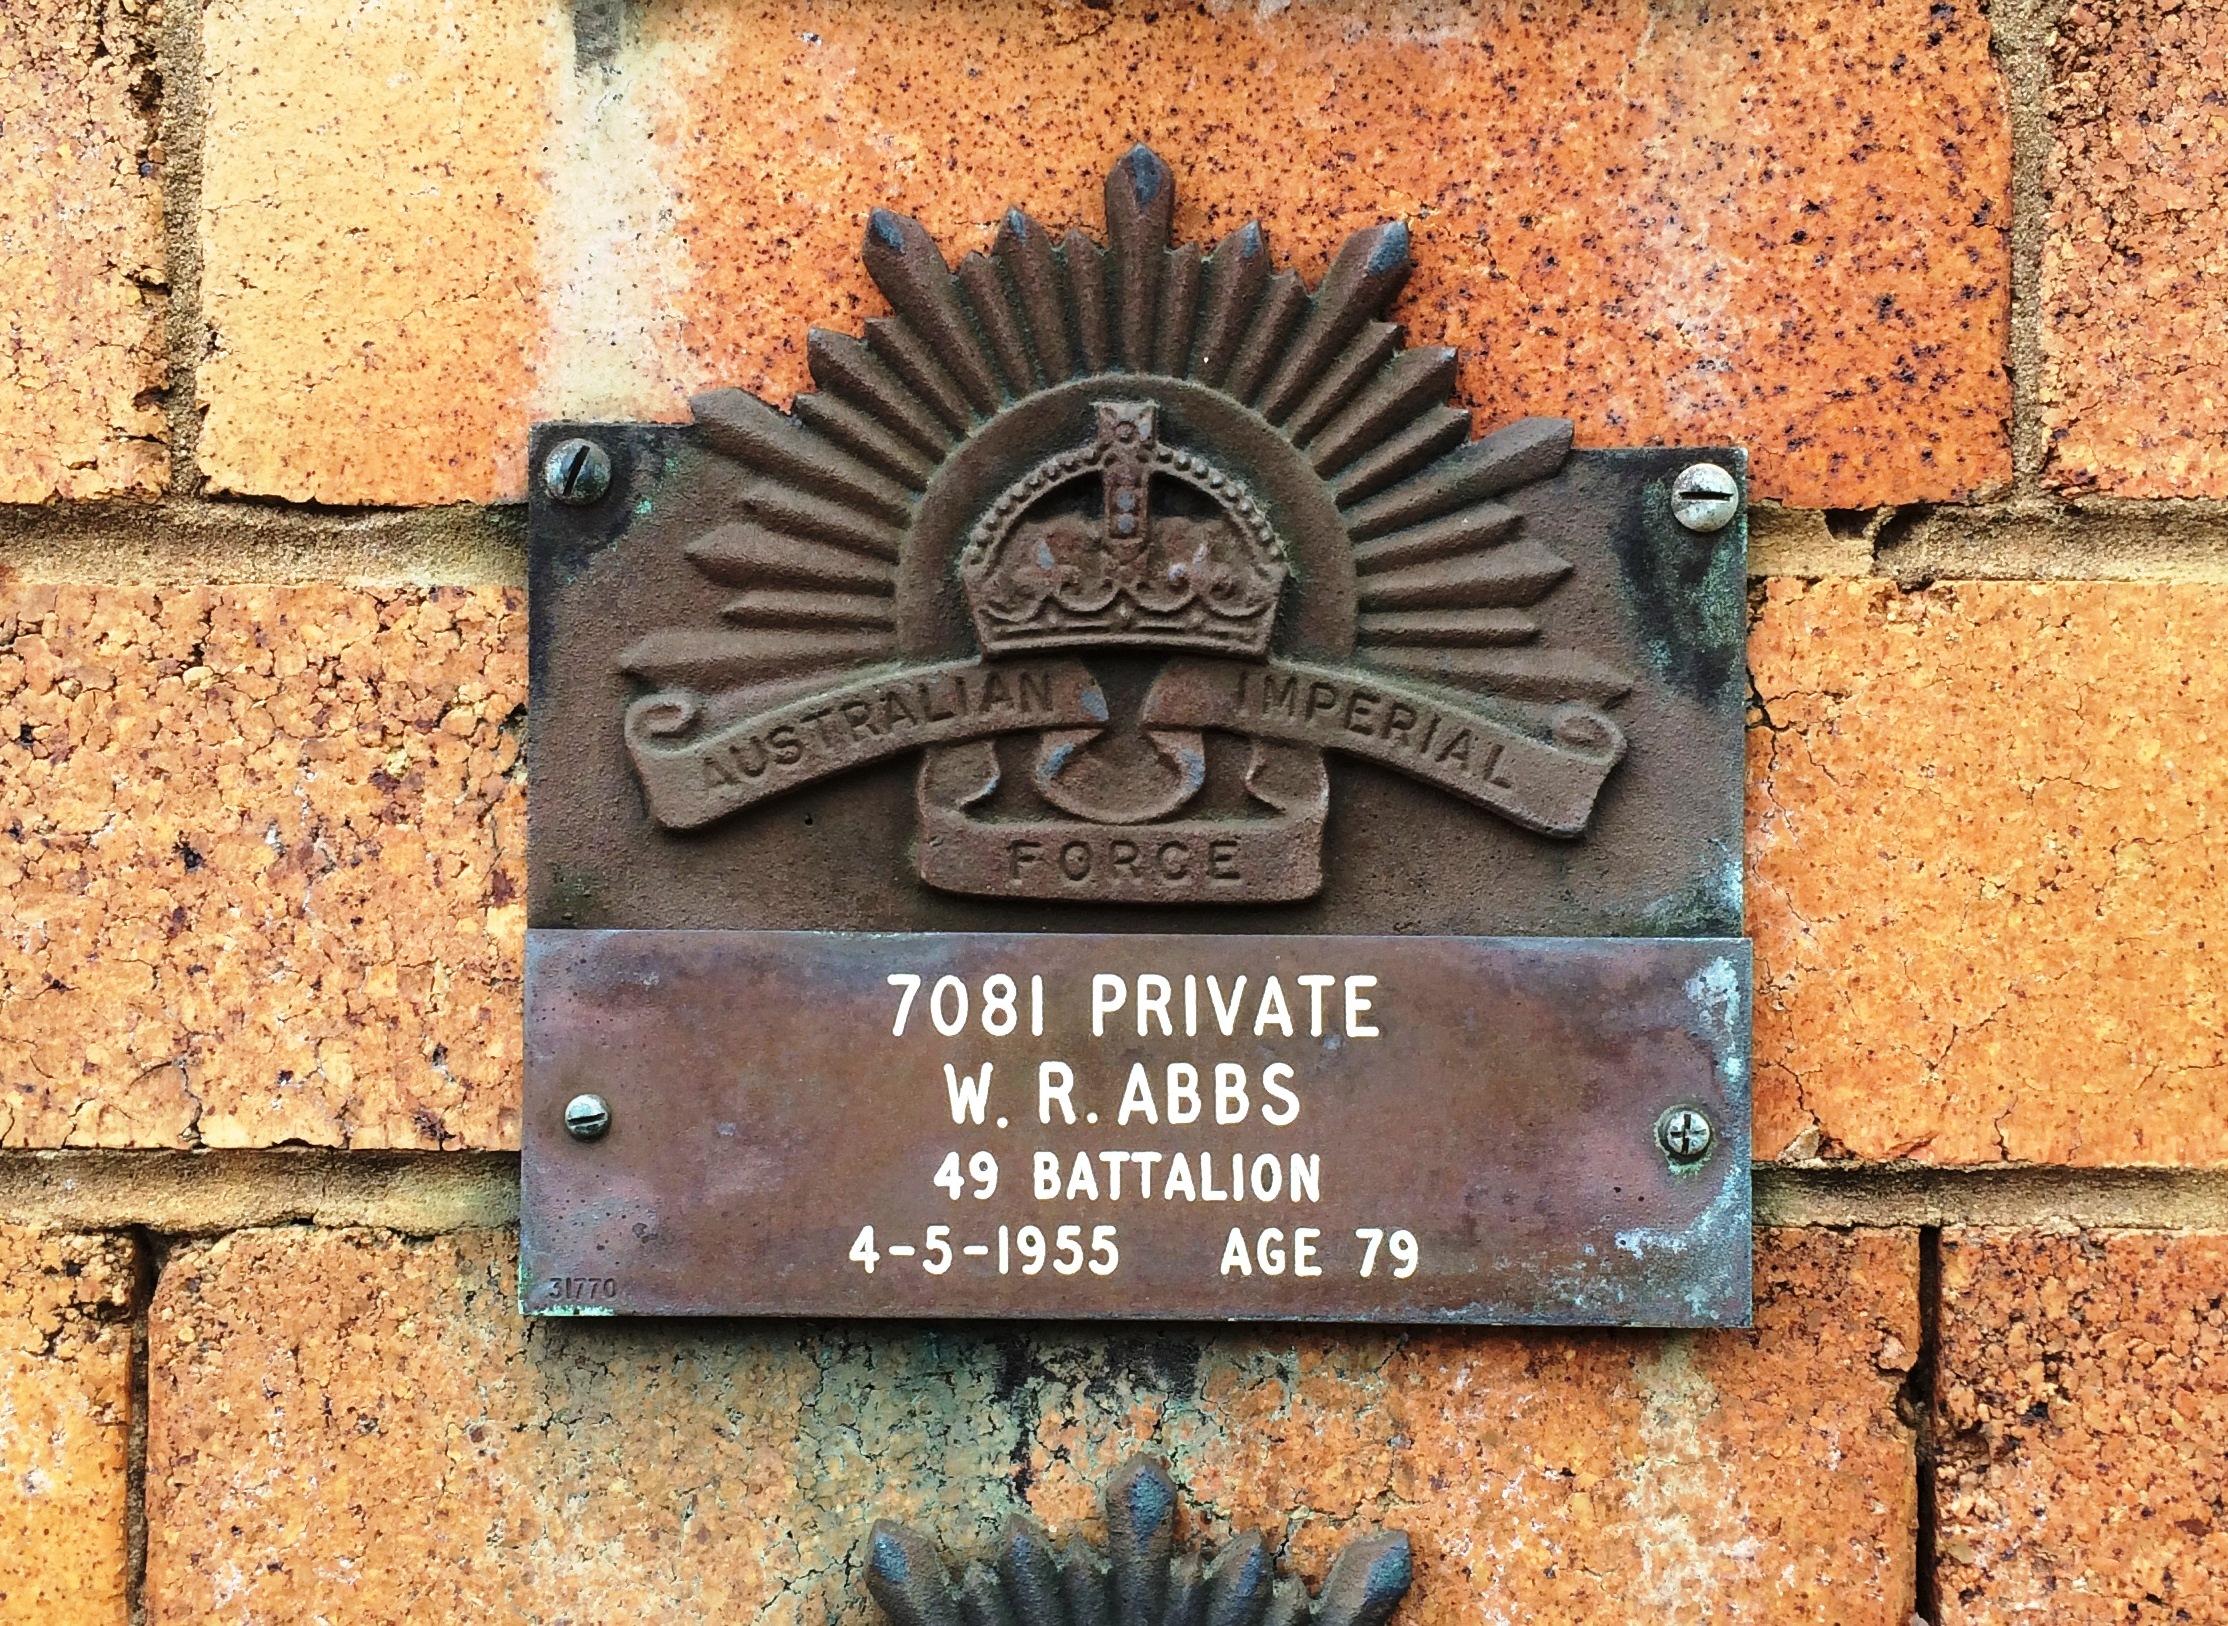 AUSTRALIAN IMPERIAL
FORCE
7081 PRIVATE
W. R. ABBS
49 BATTALION
4-5-1955 AGE 79
31770